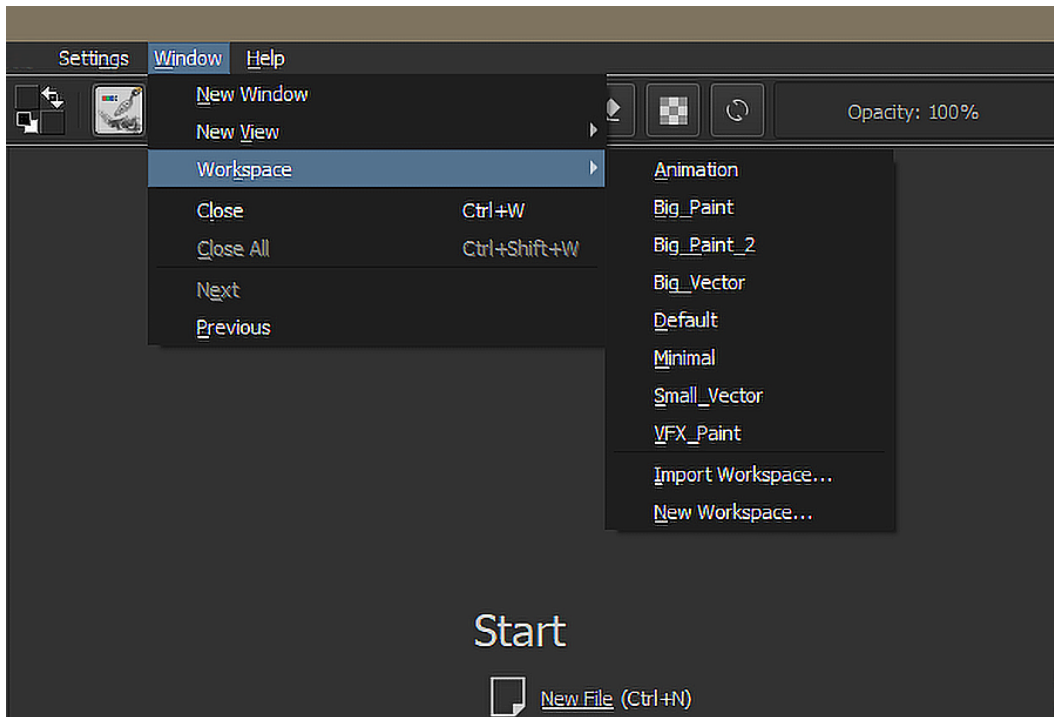 Settings Window Help
Opacity: 100%
New Window
New View
Workspace
Close Ctrl+W
Close All Ctrl+Shift+W
Next
Previous
Animation
Big_Paint
Big_Paint_2
Big_Vector
Default
Minimal
Small_Vector
VFX_Paint
Import Workspace...
New Workspace...
Start
New File (Ctrl+N)